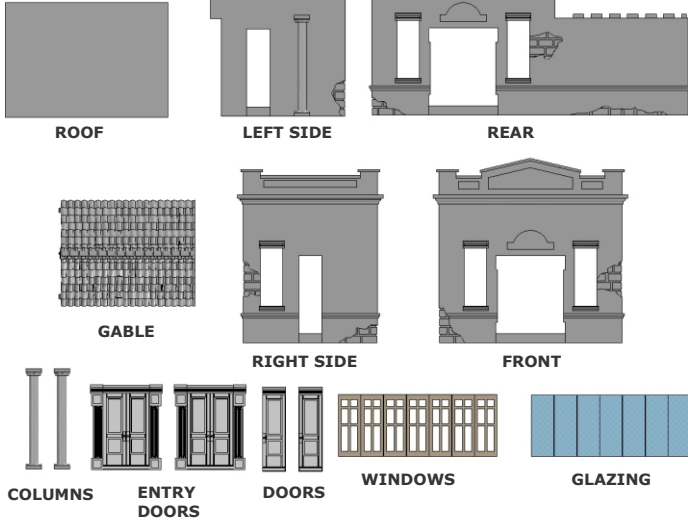 ROOF
LEFT SIDE
REAR
GABLE
RIGHT SIDE
FRONT
COLUMNS
ENTRY
DOORS
DOORS
WINDOWS
GLAZING